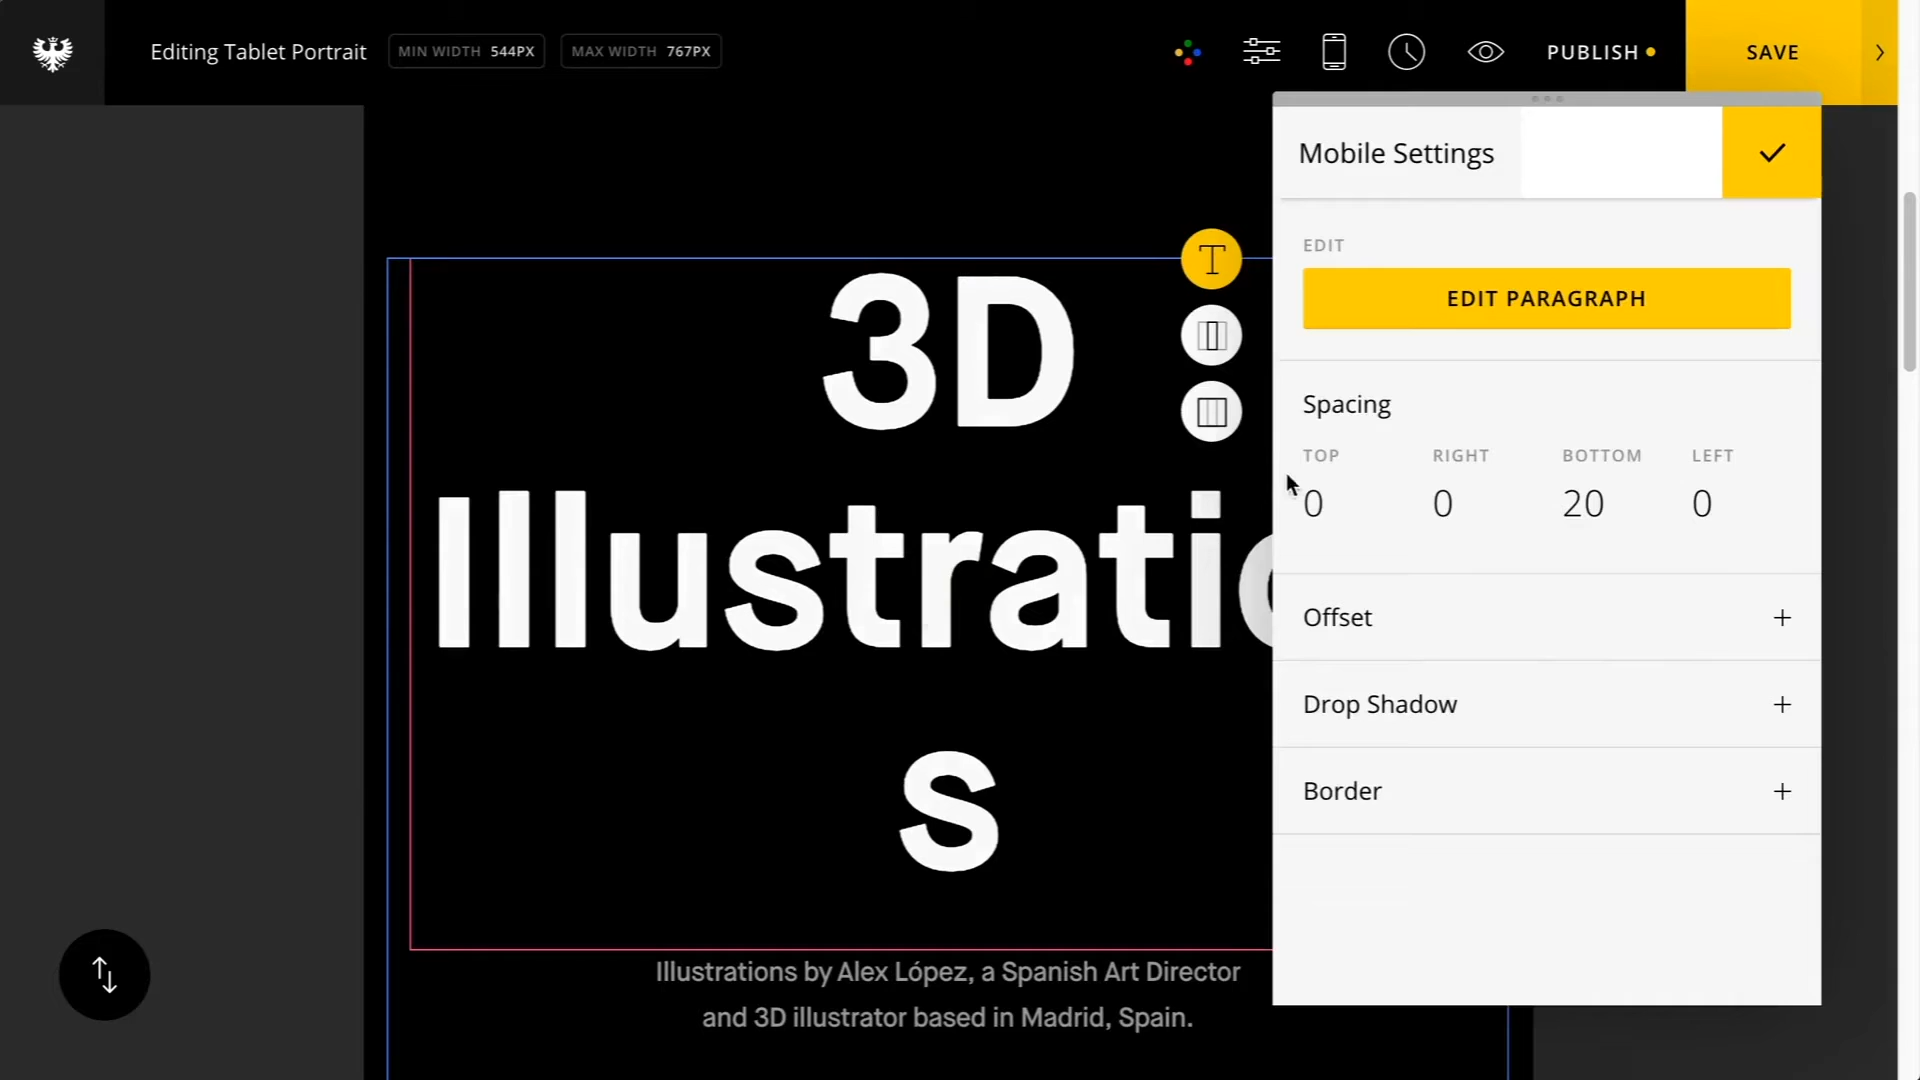 Editing Tablet Portrait
MIN WIDTH 544PX
MAX WIDTH 767PX
PUBLISH
SAVE
Mobile Settings
EDIT
EDIT PARAGRAPH
Spacing
TOP RIGHT BOTTOM LEFT
0 0 20 0
Offset
Drop Shadow
Border
3D
Illustratio
s
Illustrations by Alex López, a Spanish Art Director
and 3D illustrator based in Madrid, Spain.